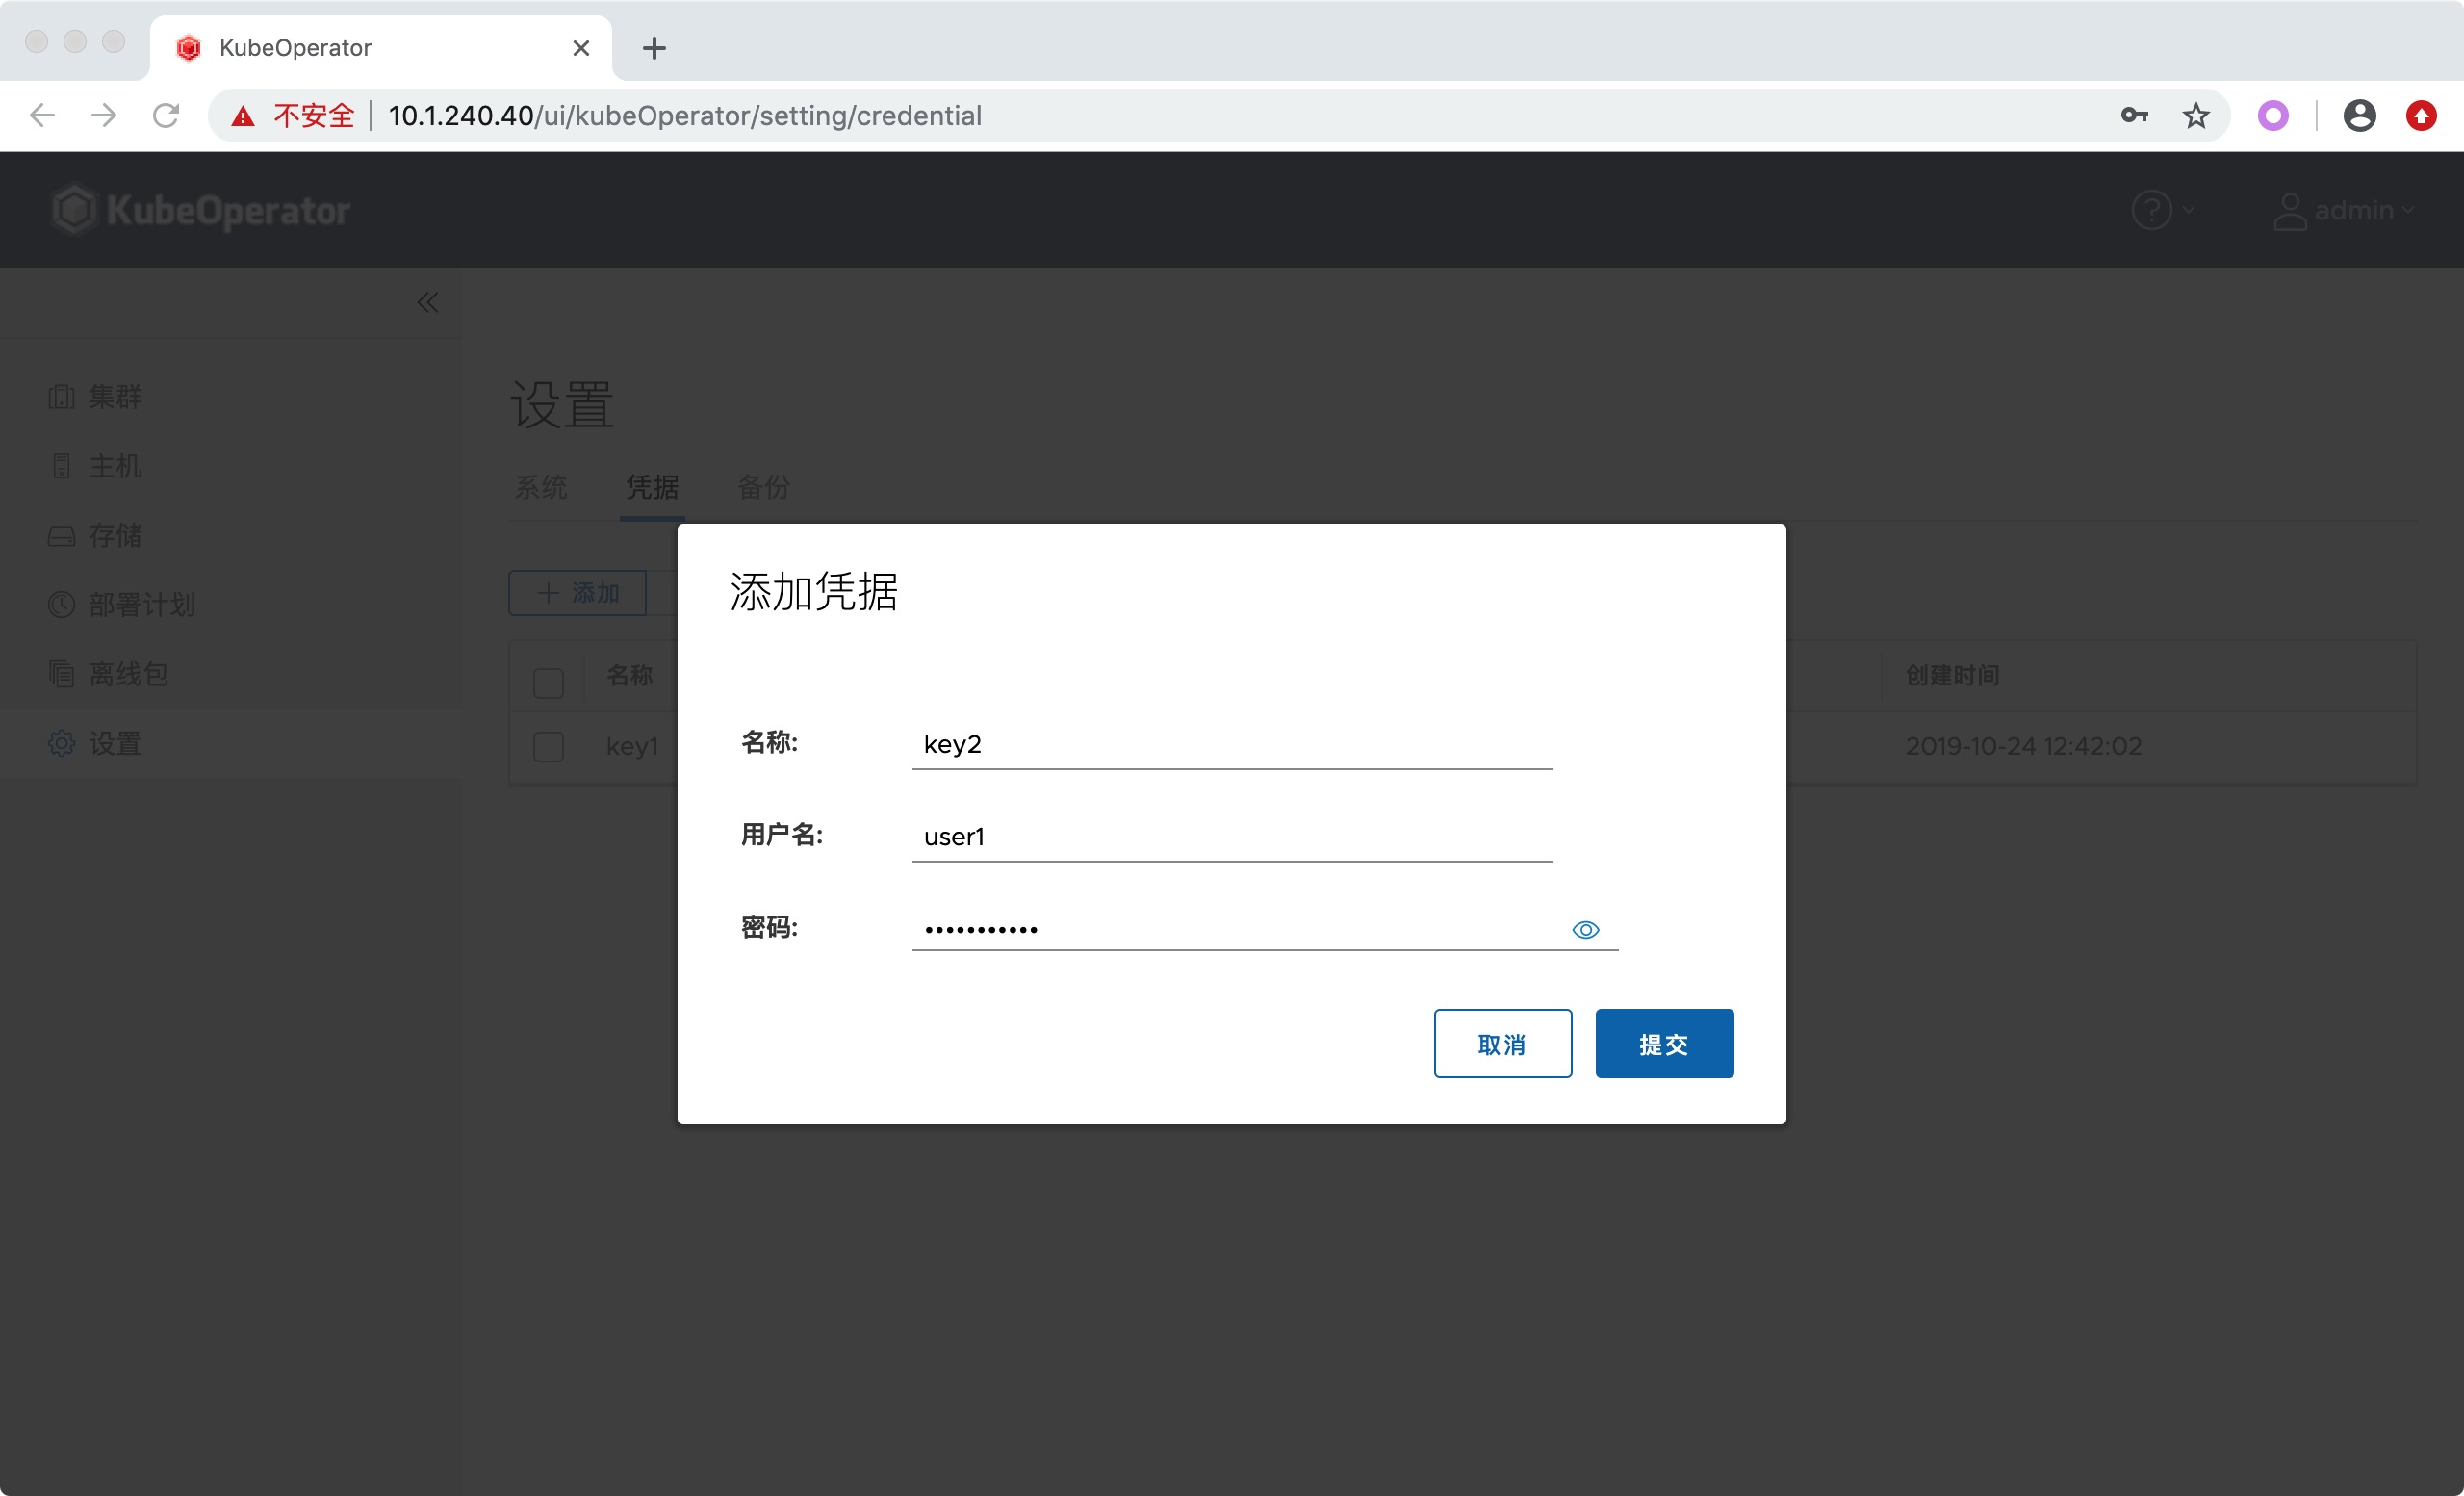 KubeOperator
不安全 | 10.1.240.40/ui/kubeOperator/setting/credential
KubeOperator
admin
集群
主机
存储
部署计划
离线包
设置
设置
系统 凭据 备份
添加
名称 创建时间
key1 2019-10-24 12:42:02
添加凭据
名称: key2
用户名: user1
密码: •••••••••••
取消 提交